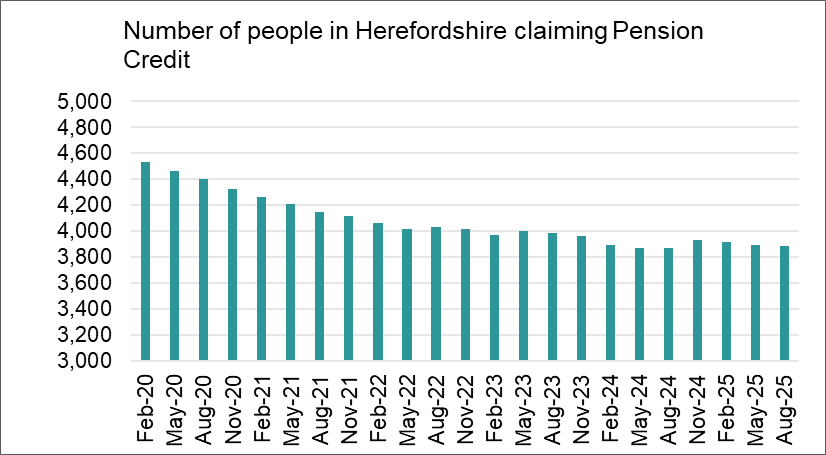 Number of people in Herefordshire claiming Pension
Credit
5,000
4,800
4,600
4,400
4,200
4,000
3,800
3,600
3,400
3,200
3,000
Feb-20
May-20
Aug-20
Nov-20
Feb-21
May-21
Aug-21
Nov-21
Feb-22
May-22
Aug-22
Nov-22
Feb-23
May-23
Aug-23
Nov-23
Feb-24
May-24
Aug-24
Nov-24
Feb-25
May-25
Aug-25